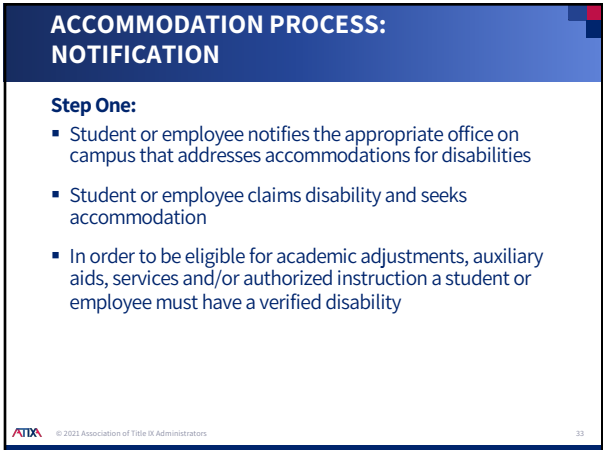 ACCOMMODATION PROCESS:
NOTIFICATION
Step One:
▪ Student or employee notifies the appropriate office on
campus that addresses accommodations for disabilities
▪ Student or employee claims disability and seeks
accommodation
▪ In order to be eligible for academic adjustments, auxiliary
aids, services and/or authorized instruction a student or
employee must have a verified disability
ATIXA © 2021 Association of Title IX Administrators 33